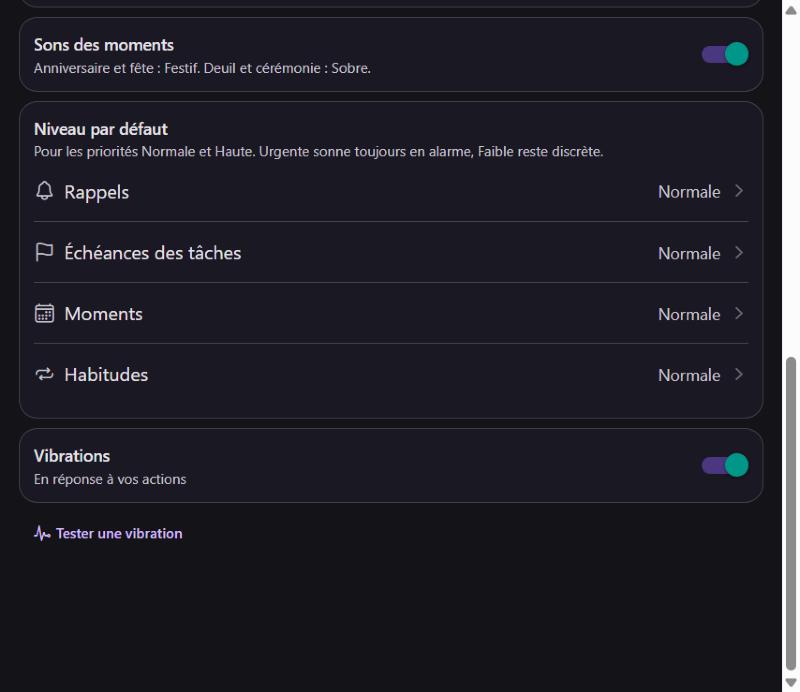 Sons des moments
Anniversaire et fête : Festif. Deuil et cérémonie : Sobre.
Niveau par défaut
Pour les priorités Normale et Haute. Urgente sonne toujours en alarme, Faible reste discrète.
Rappels Normale
Échéances des tâches Normale
Moments Normale
Habitudes Normale
Vibrations
En réponse à vos actions
Tester une vibration